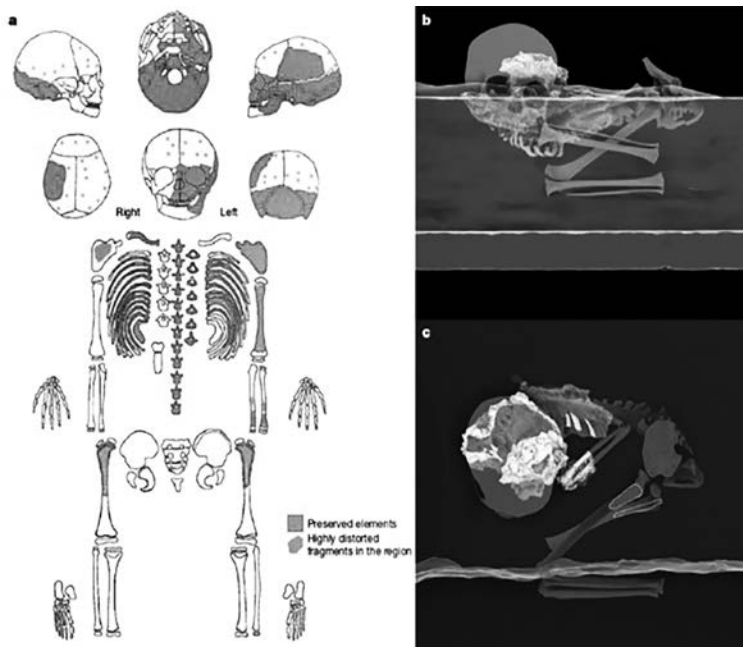 a
Right
Left
Preserved elements
Highly distorted
fragments in the region
b
c